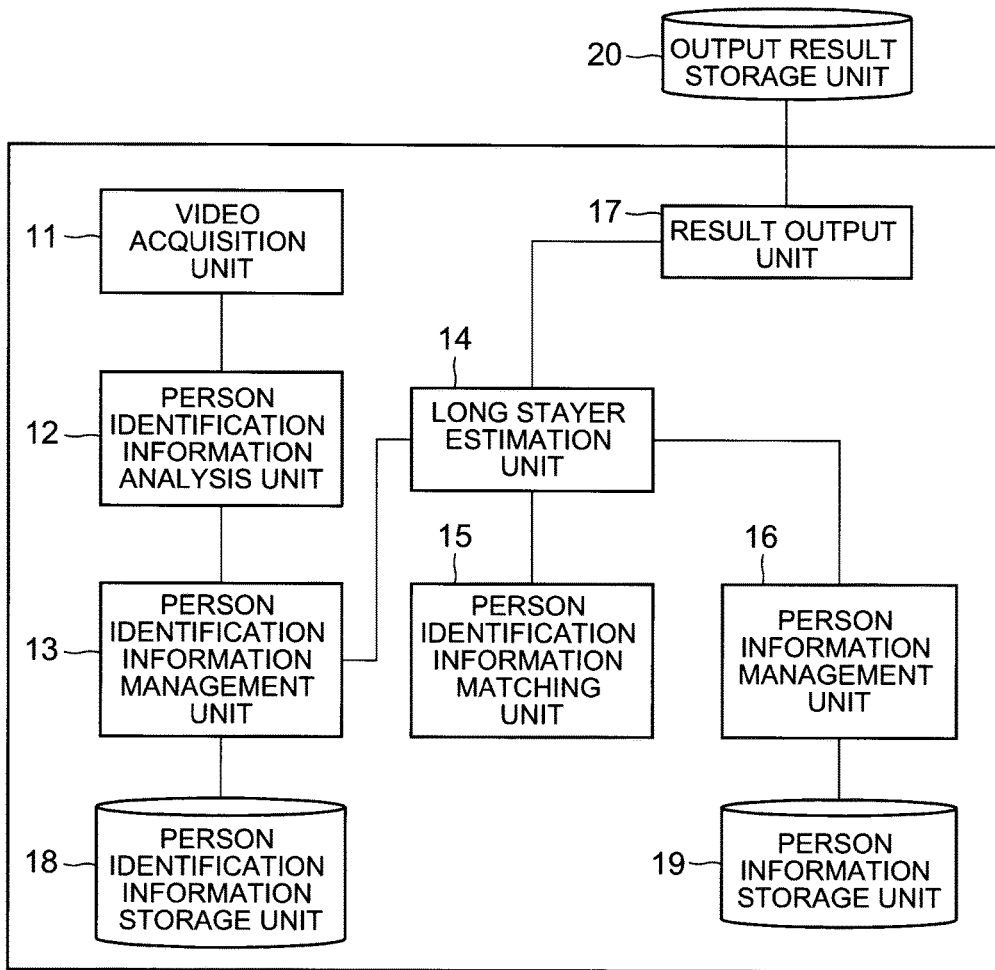 20
OUTPUT RESULT
STORAGE UNIT
11
VIDEO
ACQUISITION
UNIT
17
RESULT OUTPUT
UNIT
12
PERSON
IDENTIFICATION
INFORMATION
ANALYSIS UNIT
14
LONG STAYER
ESTIMATION
UNIT
13
PERSON
IDENTIFICATION
INFORMATION
MANAGEMENT
UNIT
15
PERSON
IDENTIFICATION
INFORMATION
MATCHING
UNIT
16
PERSON
INFORMATION
MANAGEMENT
UNIT
18
PERSON
IDENTIFICATION
INFORMATION
STORAGE UNIT
19
PERSON
INFORMATION
STORAGE UNIT